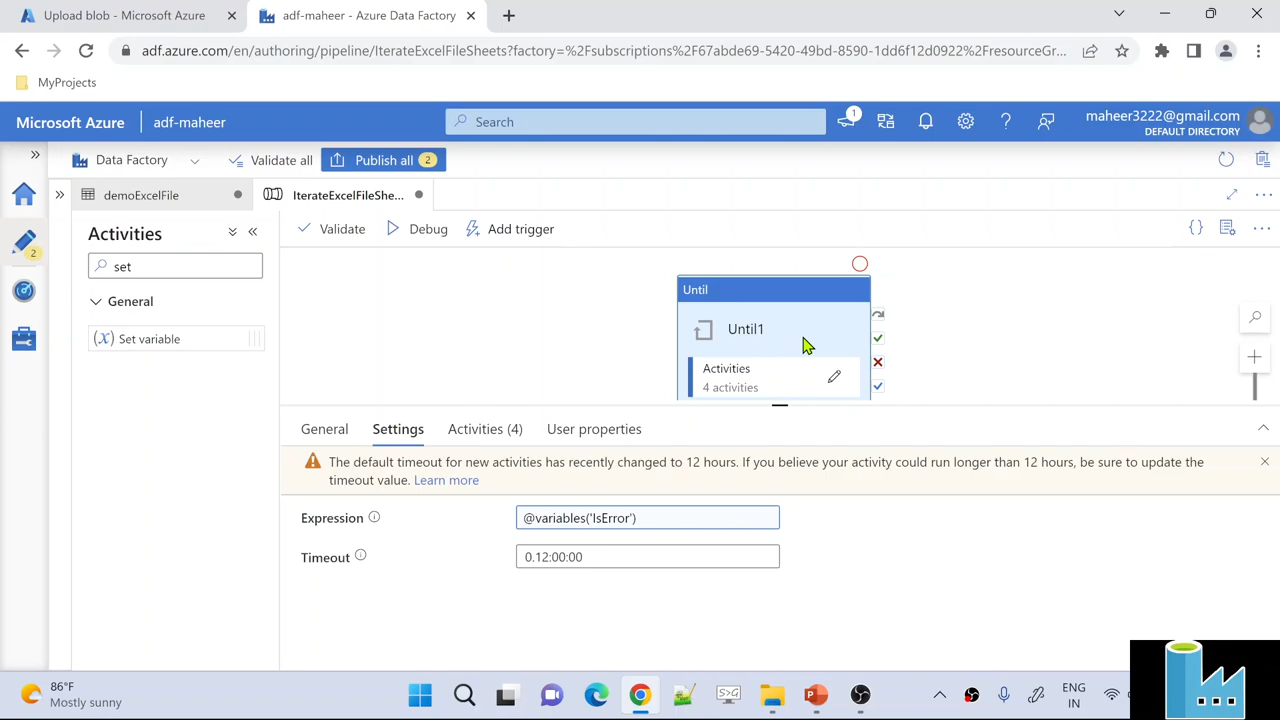 Upload blob - Microsoft Azure
adf-maheer - Azure Data Factory
adf.azure.com/en/authoring/pipeline/IterateExcelFileSheets?factory=%2Fsubscriptions%2F67abde69-5420-49bd-8590-1dd6f12d0922%2FresourceGr...
MyProjects
Microsoft Azure
adf-maheer
Search
1
maheer3222@gmail.com
DEFAULT DIRECTORY
Data Factory
Validate all
Publish all 2
demoExcelFile
IterateExcelFileShe...
2
Activities
Validate
Debug
Add trigger
set
General
Set variable
Until
Until1
Activities
4 activities
General
Settings
Activities (4)
User properties
The default timeout for new activities has recently changed to 12 hours. If you believe your activity could run longer than 12 hours, be sure to update the
timeout value. Learn more
Expression
@variables('IsError')
Timeout
0.12:00:00
86°F
Mostly sunny
ENG
IN